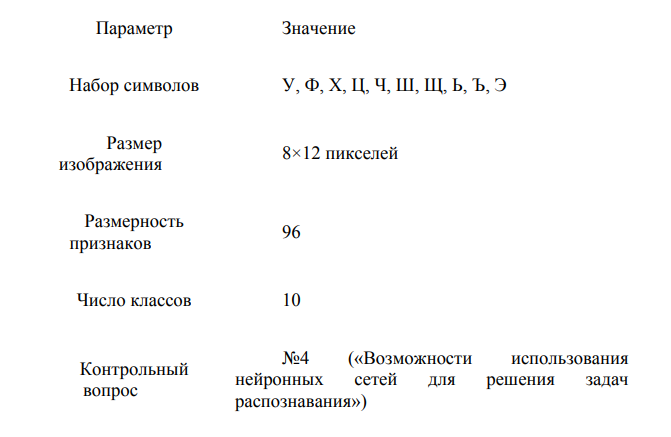 Параметр Значение
Набор символов У, Ф, Х, Ц, Ч, Ш, Щ, Ь, Ъ, Э
Размер
изображения
8×12 пикселей
Размерность
признаков
96
Число классов 10
Контрольный
вопрос
№4 («Возможности использования
нейронных сетей для решения задач
распознавания»)